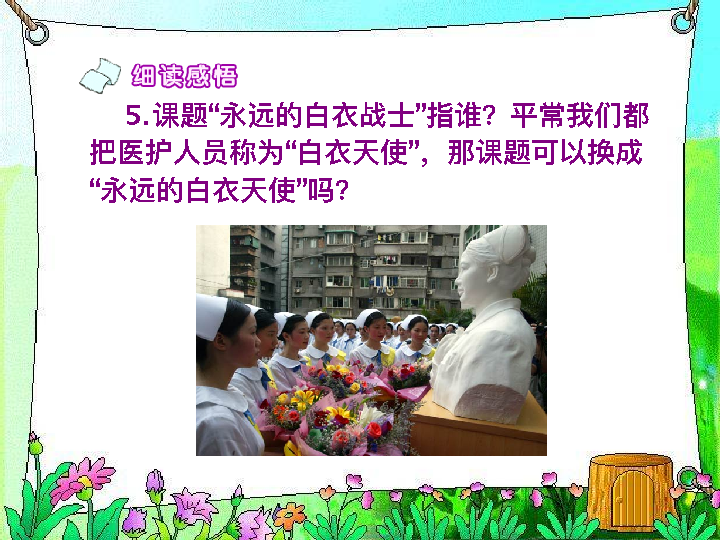 细读感悟
5.课题“永远的白衣战士”指谁？平常我们都
把医护人员称为“白衣天使”，那课题可以换成
“永远的白衣天使”吗？